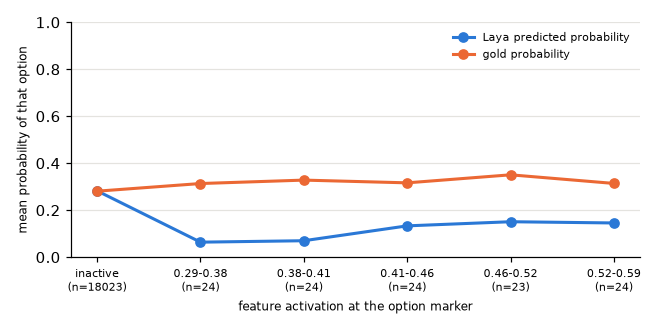 1.0
0.8
0.6
0.4
0.2
0.0
mean probability of that option
Laya predicted probability
gold probability
inactive
(n=18023)
0.29-0.38
(n=24)
0.38-0.41
(n=24)
0.41-0.46
(n=24)
0.46-0.52
(n=23)
0.52-0.59
(n=24)
feature activation at the option marker